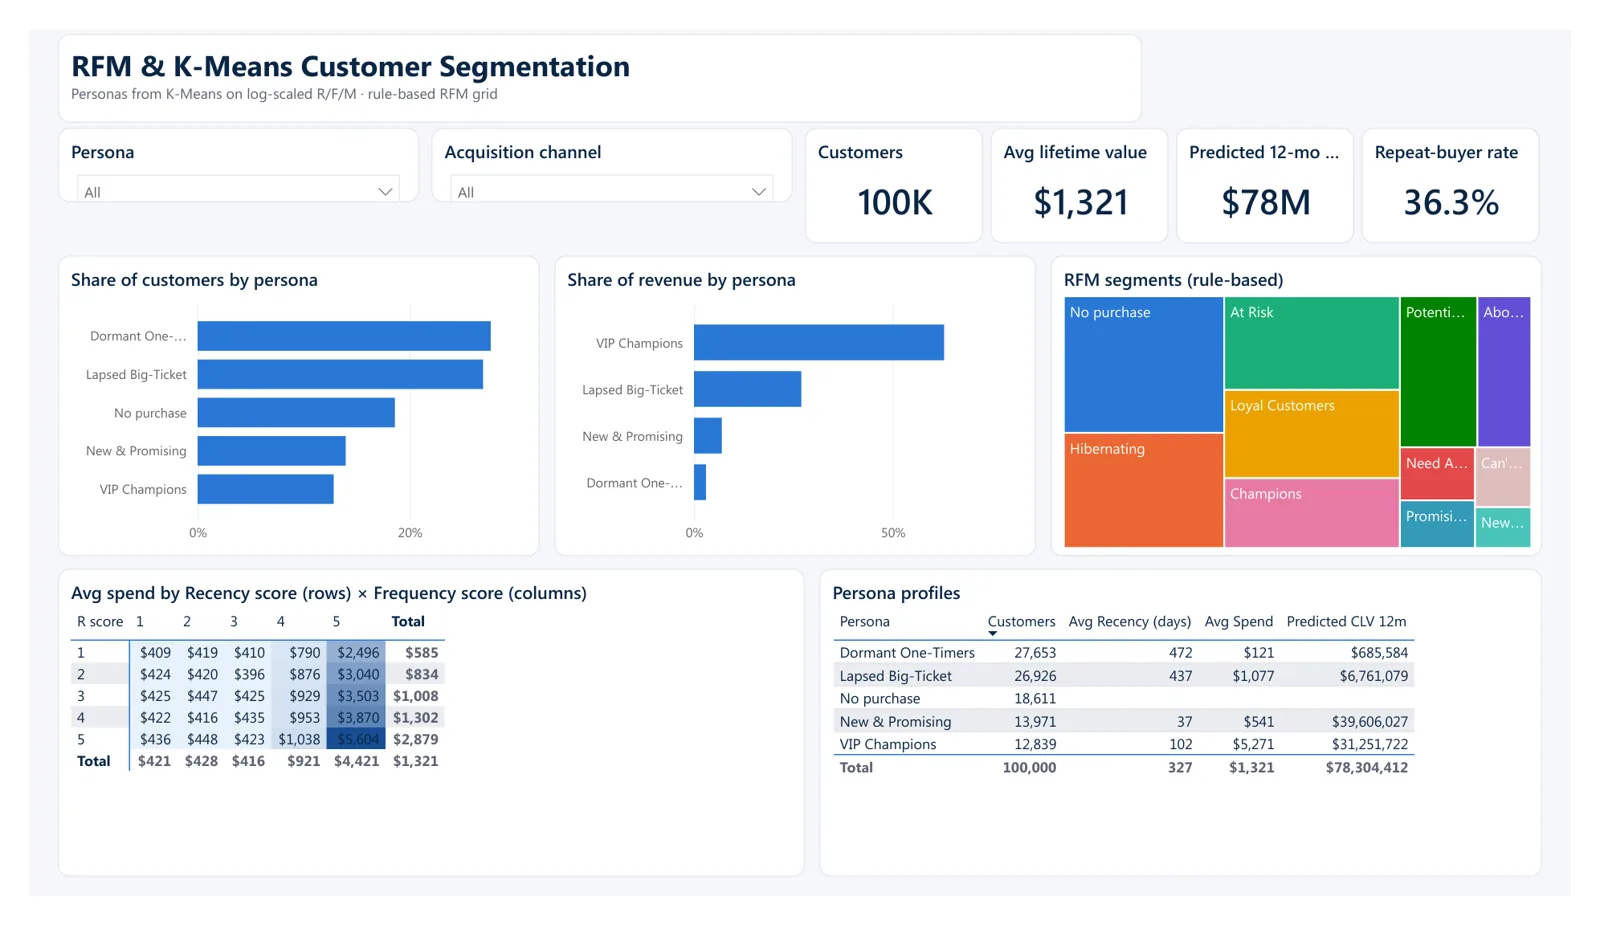 RFM & K-Means Customer Segmentation
Personas from K-Means on log-scaled R/F/M · rule-based RFM grid
Persona
All
Acquisition channel
All
Customers
100K
Avg lifetime value
$1,321
Predicted 12-mo ...
$78M
Repeat-buyer rate
36.3%
Share of customers by persona
Dormant One-...
Lapsed Big-Ticket
No purchase
New & Promising
VIP Champions
0% 20%
Share of revenue by persona
VIP Champions
Lapsed Big-Ticket
New & Promising
Dormant One-...
0% 50%
RFM segments (rule-based)
No purchase
Hibernating
At Risk
Loyal Customers
Champions
Potenti...
Abo...
Need A...
Can'...
Promisi...
New...
Avg spend by Recency score (rows) × Frequency score (columns)
R score 1 2 3 4 5 Total
1 $409 $419 $410 $790 $2,496 $585
2 $424 $420 $396 $876 $3,040 $834
3 $425 $447 $425 $929 $3,503 $1,008
4 $422 $416 $435 $953 $3,870 $1,302
5 $436 $448 $423 $1,038 $5,604 $2,879
Total $421 $428 $416 $921 $4,421 $1,321
Persona profiles
Persona Customers Avg Recency (days) Avg Spend Predicted CLV 12m
Dormant One-Timers 27,653 472 $121 $685,584
Lapsed Big-Ticket 26,926 437 $1,077 $6,761,079
No purchase 18,611
New & Promising 13,971 37 $541 $39,606,027
VIP Champions 12,839 102 $5,271 $31,251,722
Total 100,000 327 $1,321 $78,304,412